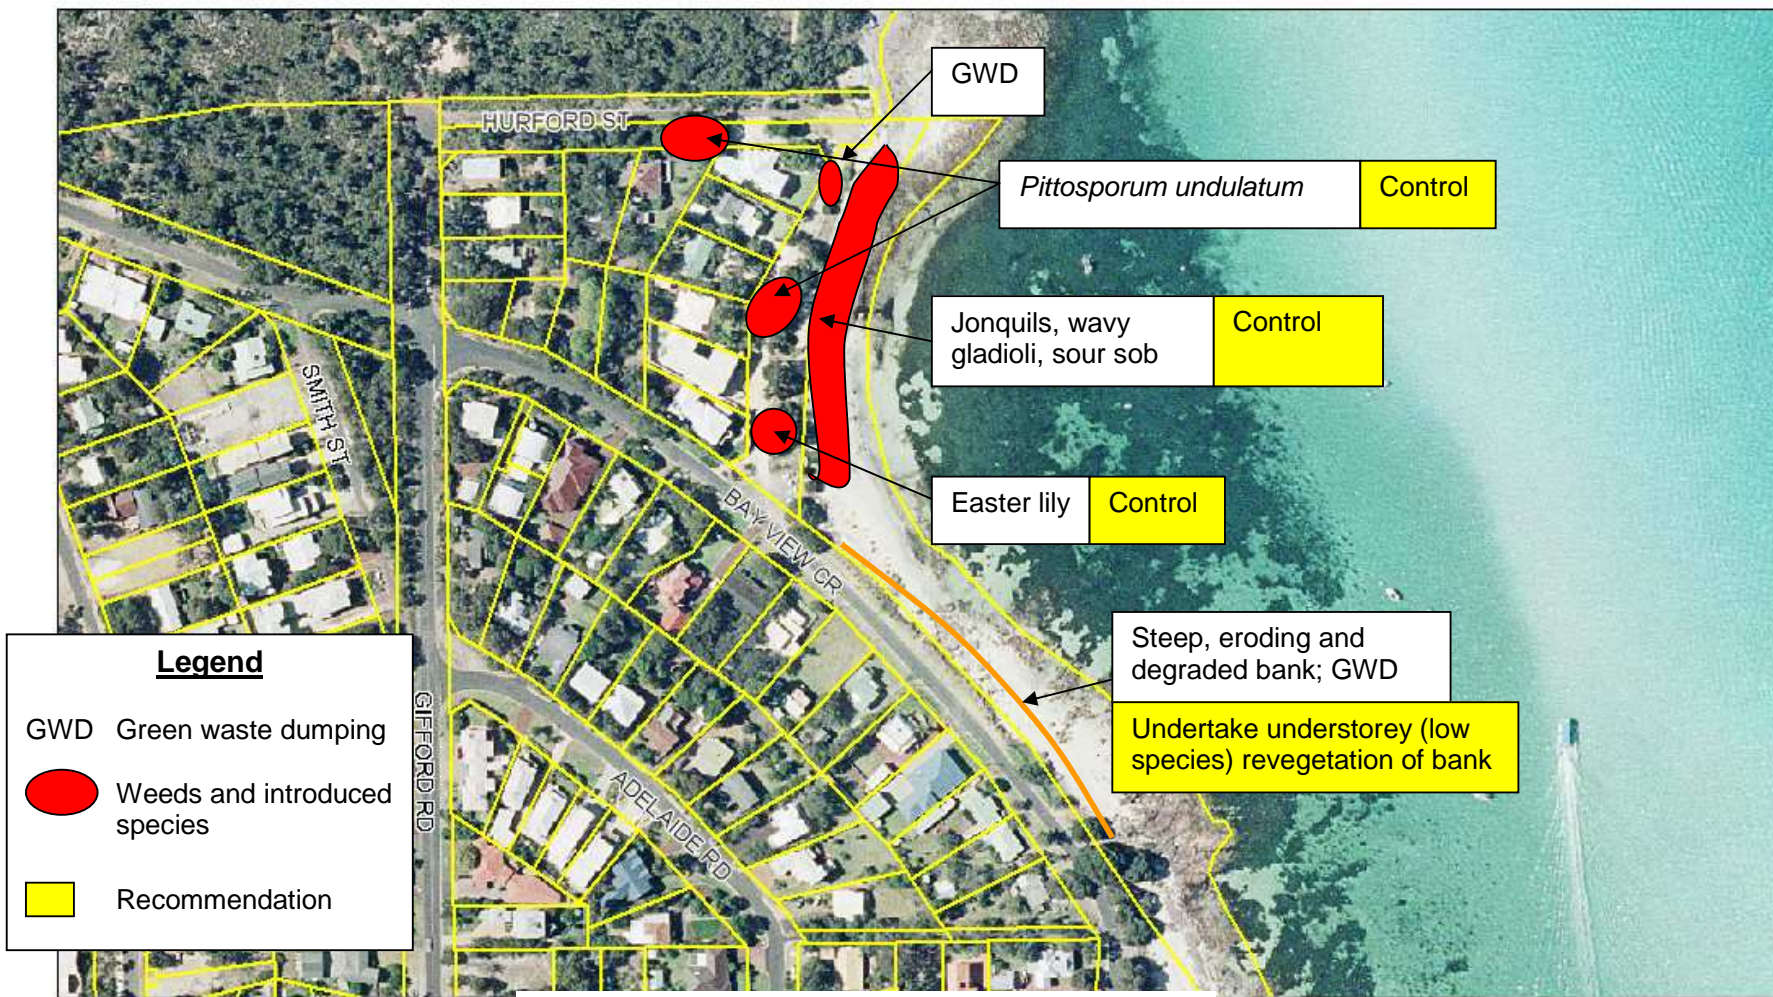 GWD
HURFORD ST
Pittosporum undulatum
Control
Jonquils, wavy
gladioli, sour sob
Control
SMITH ST
Easter lily
Control
BAY VIEW CR
Steep, eroding and
degraded bank; GWD
Undertake understorey (low
species) revegetation of bank
Legend
GWD Green waste dumping
Weeds and introduced
species
Recommendation
GIFFORD RD
ADELAIDE RD